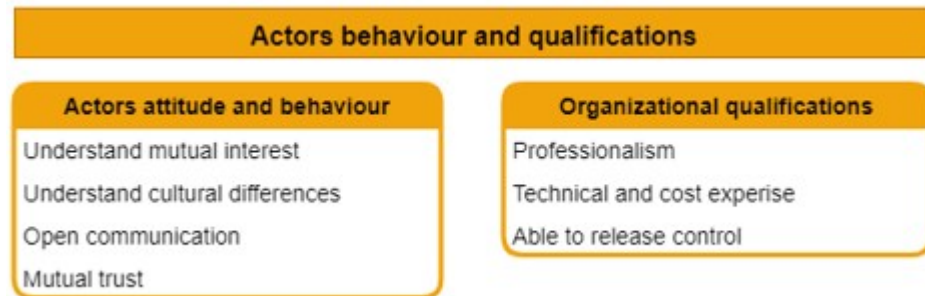 Actors behaviour and qualifications
Actors attitude and behaviour
Understand mutual interest
Understand cultural differences
Open communication
Mutual trust
Organizational qualifications
Professionalism
Technical and cost experise
Able to release control